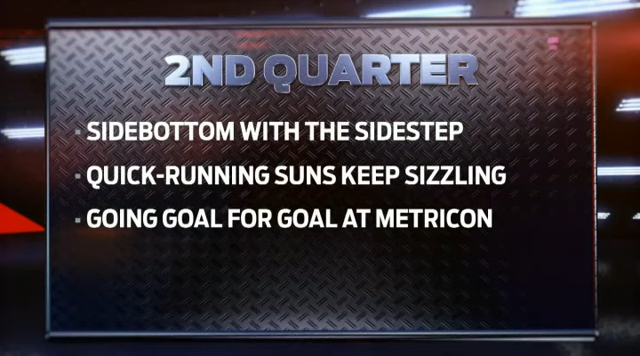 2ND QUARTER
SIDEBOTTOM WITH THE SIDESTEP
QUICK-RUNNING SUNS KEEP SIZZLING
GOING GOAL FOR GOAL AT METRICON